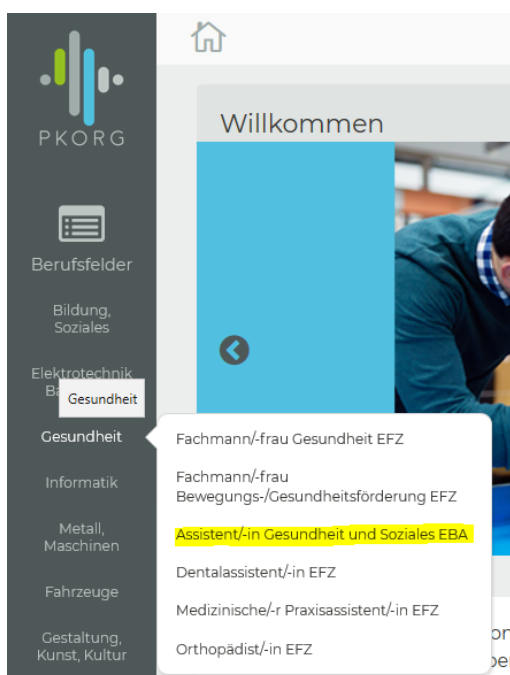 PKORG
Willkommen
Berufsfelder
Bildung,
Soziales
Elektrotechnik
Gesundheit
Gesundheit
Fachmann/-frau Gesundheit EFZ
Fachmann/-frau
Bewegungs-/Gesundheitsförderung EFZ
Informatik
Assistent/-in Gesundheit und Soziales EBA
Metall,
Maschinen
Dentalassistent/-in EFZ
Fahrzeuge
Medizinische/-r Praxisassistent/-in EFZ
Gestaltung,
Kunst, Kultur
Orthopädist/-in EFZ